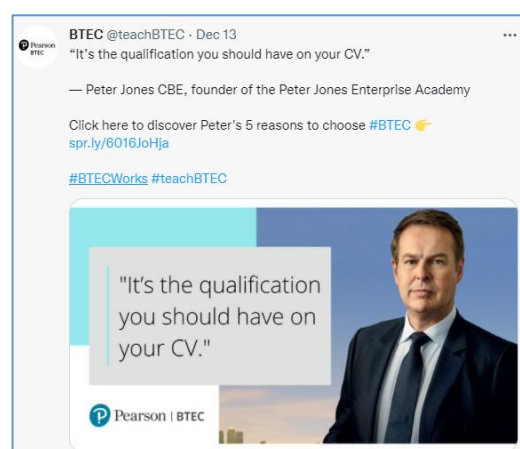 Pearson
BTEC
BTEC @teachBTEC · Dec 13
“It’s the qualification you should have on your CV.”
— Peter Jones CBE, founder of the Peter Jones Enterprise Academy
Click here to discover Peter's 5 reasons to choose #BTEC 👉
spr.ly/6016JoHja
#BTECWorks #teachBTEC
"It's the qualification
you should have on
your CV."
Pearson | BTEC